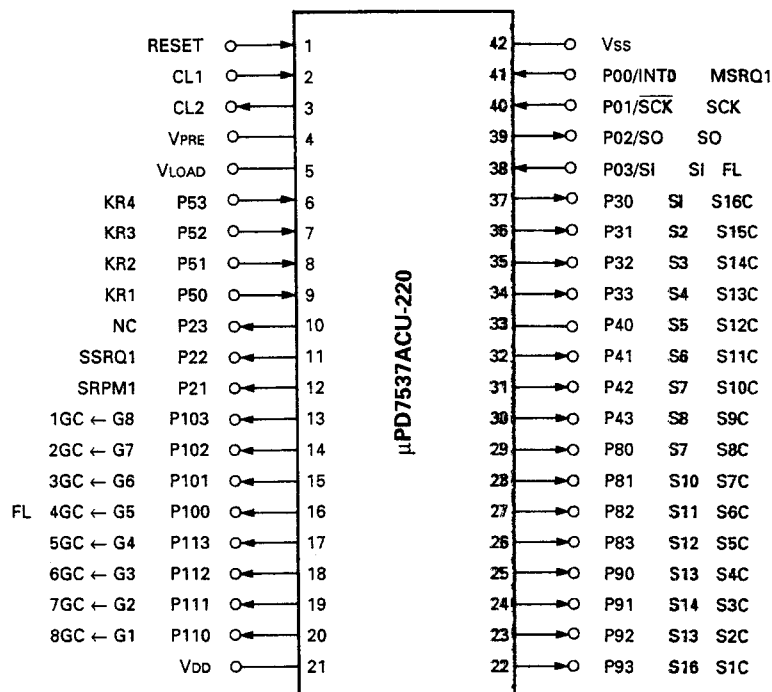 RESET 1 42 Vss
CL1 2 41 P00/INT0 MSRQ1
CL2 3 40 P01/SCK SCK
VPRE 4 39 P02/SO SO
VLOAD 5 38 P03/SI SI FL
KR4 P53 6 37 P30 SI S16C
KR3 P52 7 36 P31 S2 S15C
KR2 P51 8 35 P32 S3 S14C
KR1 P50 9 34 P33 S4 S13C
NC P23 10 33 P40 S5 S12C
SSRQ1 P22 11 32 P41 S6 S11C
SRPM1 P21 12 31 P42 S7 S10C
1GC ← G8 P103 13 30 P43 S8 S9C
2GC ← G7 P102 14 29 P80 S7 S8C
3GC ← G6 P101 15 28 P81 S10 S7C
FL 4GC ← G5 P100 16 27 P82 S11 S6C
5GC ← G4 P113 17 26 P83 S12 S5C
6GC ← G3 P112 18 25 P90 S13 S4C
7GC ← G2 P111 19 24 P91 S14 S3C
8GC ← G1 P110 20 23 P92 S13 S2C
VDD 21 22 P93 S16 S1C
µPD7537ACU-220